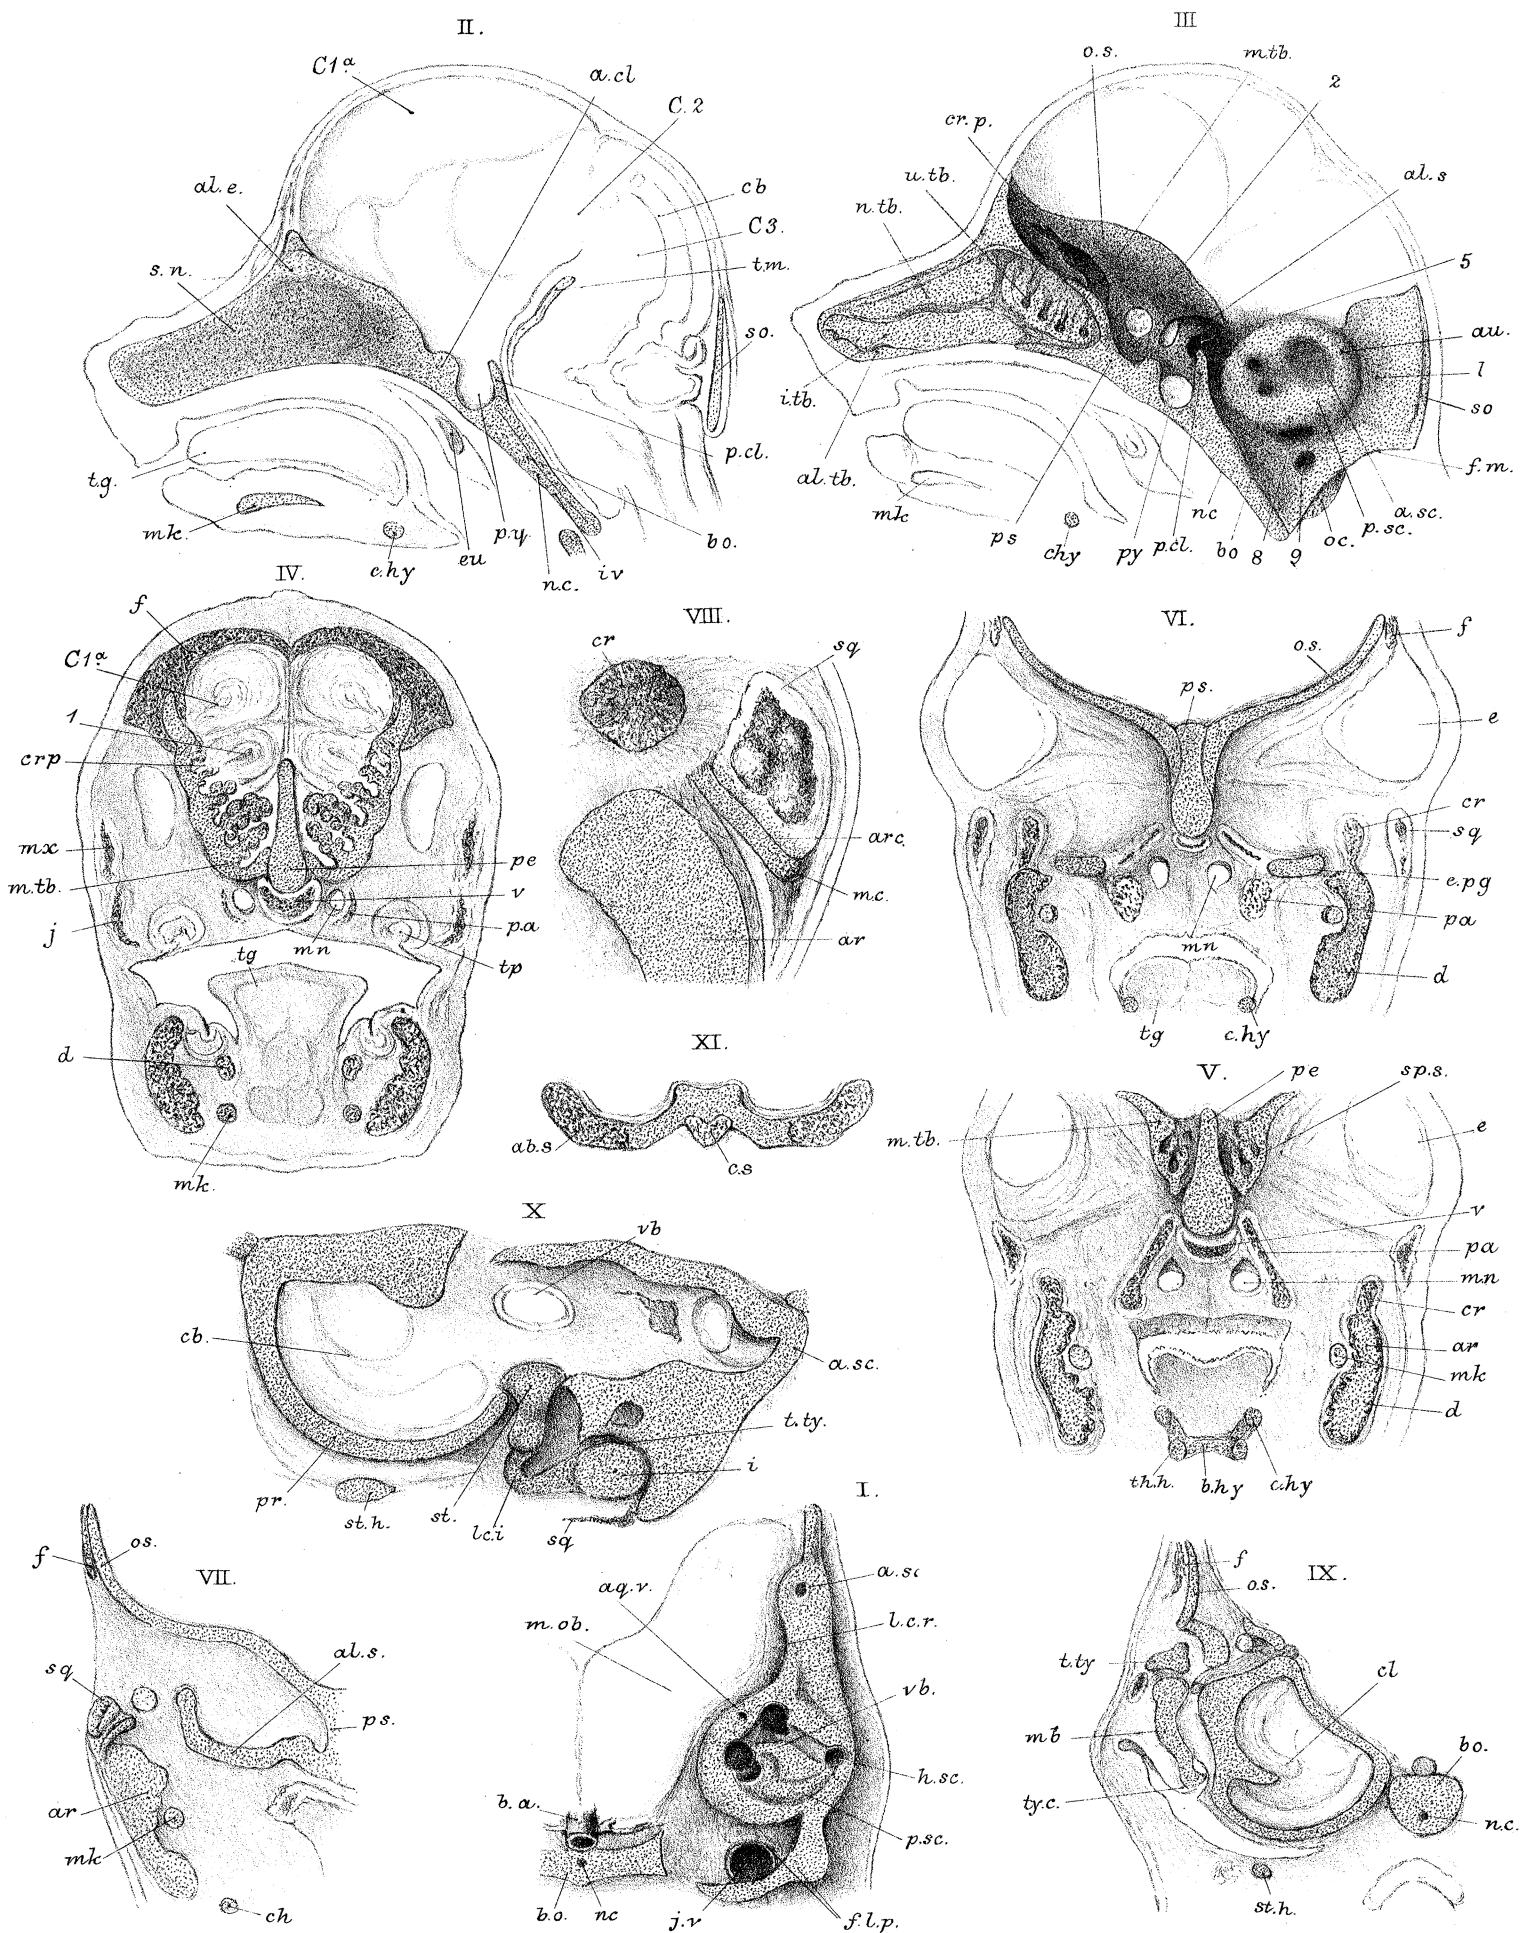 II.
C1ª
a.cl
C.2
al.e.
cb
C3.
s.n.
t.m.
so.
t.g.
p.cl.
mk.
c.hy
eu
p.y.
n.c.
iv
bo.
III
o.s.
m.tb.
2
cr.p.
u.tb.
al.s
n.tb.
5
au.
l
i.tb.
so
al.tb.
f.m.
mk
a.sc.
p.sc.
ps
chy
py
p.cl.
nc
bo
8
9
oc.
IV.
f
C1ª
1
crp
mx
pe
m.tb.
v
j
p.a
tg
mn
tp
d
mk.
VIII.
cr
sq
arc.
m.c.
ar
VI.
f
o.s.
ps.
e
cr
sq
e.pg
pa
mn
d
tg
c.hy
XI.
ab.s
c.s
V.
pe
sp.s.
m.tb.
e
v
pa
mn
cr
ar
mk
d
th.h.
b.hy
c.hy
X
vb
cb.
a.sc.
t.ty.
i
pr.
st.h.
st.
lc.i
sq
VII.
f
os.
al.s.
sq
ps.
ar
mk
ch
I.
a.sc
aq.v.
m.ob.
l.c.r.
vb.
h.sc.
b.a.
p.sc.
b.o.
nc
j.v
f.l.p.
IX.
f
o.s.
t.ty
cl
mb
bo.
ty.c.
n.c.
st.h.